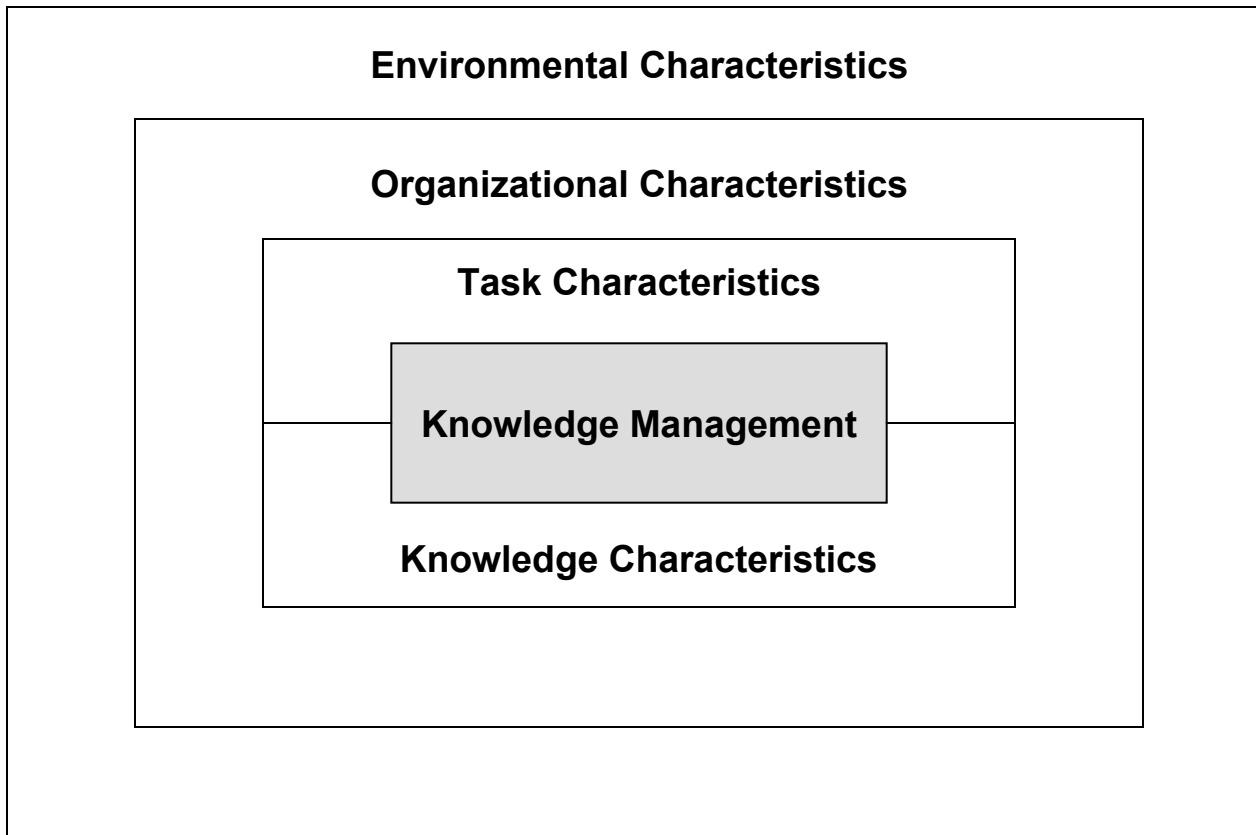 Environmental Characteristics
Organizational Characteristics
Task Characteristics
Knowledge Management
Knowledge Characteristics